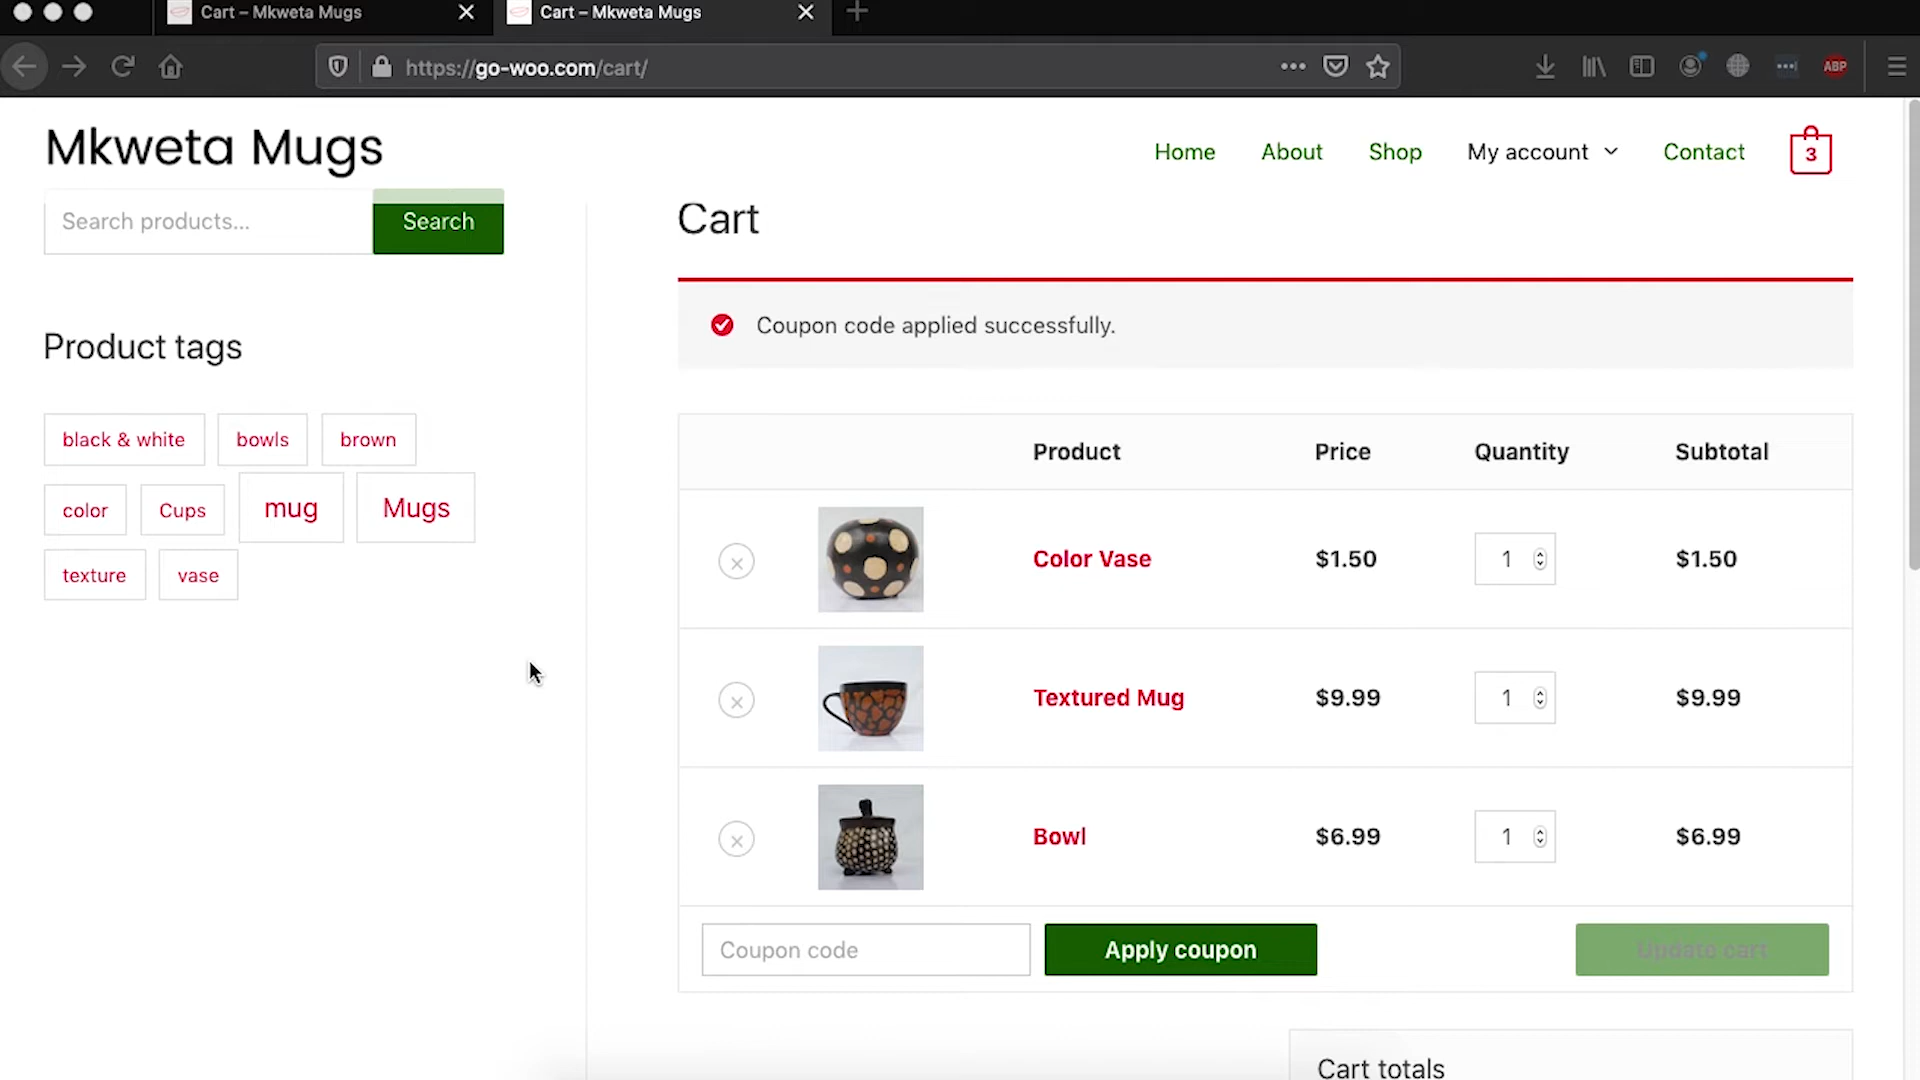 Cart – Mkweta Mugs
Cart – Mkweta Mugs
https://go-woo.com/cart/
ABP
Mkweta Mugs
Home About Shop My account Contact 3
Search products...
Search
Product tags
black & white bowls brown
color Cups mug Mugs
texture vase
Cart
Coupon code applied successfully.
Product Price Quantity Subtotal
Color Vase $1.50 1 $1.50
Textured Mug $9.99 1 $9.99
Bowl $6.99 1 $6.99
Coupon code Apply coupon Update cart
Cart totals